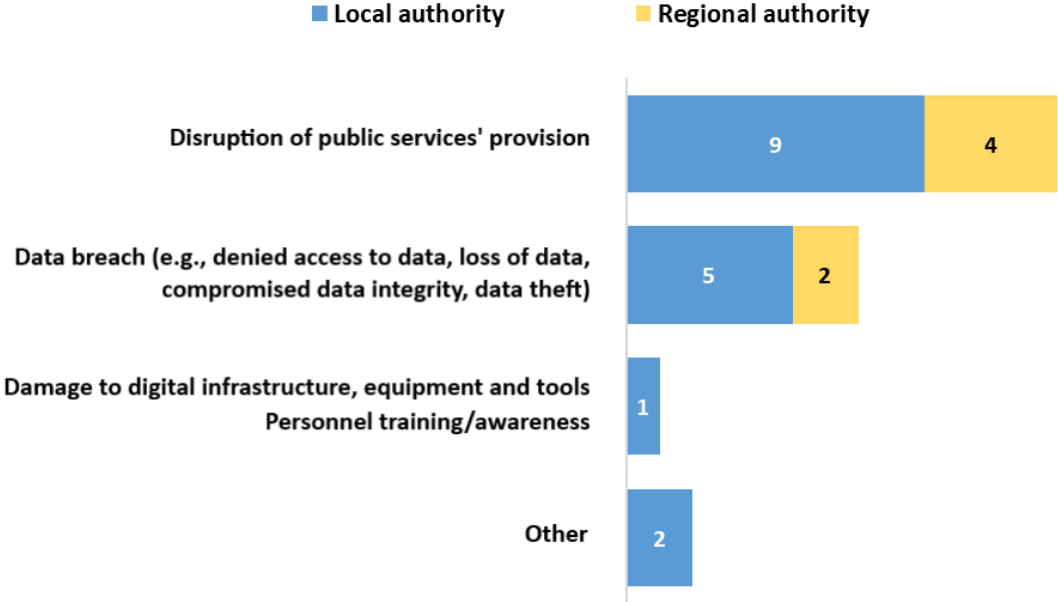 Local authority
Regional authority
Disruption of public services' provision
9
4
Data breach (e.g., denied access to data, loss of data,
compromised data integrity, data theft)
5
2
Damage to digital infrastructure, equipment and tools
Personnel training/awareness
1
Other
2